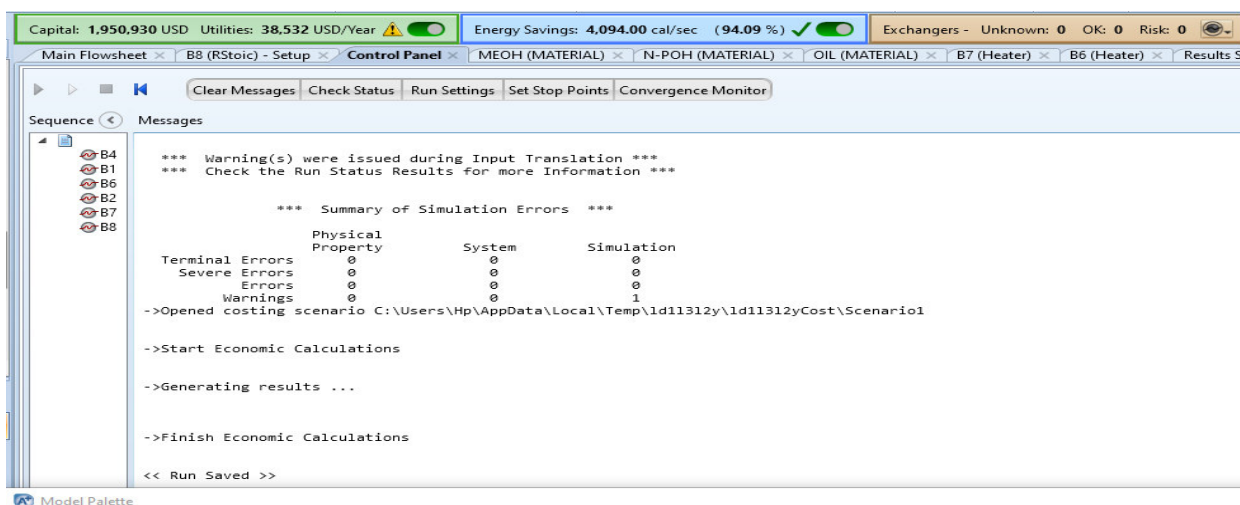 Capital: 1,950,930 USD Utilities: 38,532 USD/Year Energy Savings: 4,094.00 cal/sec (94.09 %) Exchangers - Unknown: 0 OK: 0 Risk: 0
Main Flowsheet × B8 (RStoic) - Setup × Control Panel × MEOH (MATERIAL) × N-POH (MATERIAL) × OIL (MATERIAL) × B7 (Heater) × B6 (Heater) × Results S
Clear Messages Check Status Run Settings Set Stop Points Convergence Monitor
Sequence Messages
B4
B1
B6
B2
B7
B8
*** Warning(s) were issued during Input Translation ***
*** Check the Run Status Results for more Information ***
*** Summary of Simulation Errors ***
Physical
Property System Simulation
Terminal Errors 0 0 0
Severe Errors 0 0 0
Errors 0 0 0
Warnings 0 0 1
->Opened costing scenario C:\Users\Hp\AppData\Local\Temp\ld11312y\ld11312yCost\Scenario1
->Start Economic Calculations
->Generating results ...
->Finish Economic Calculations
<< Run Saved >>
Model Palette